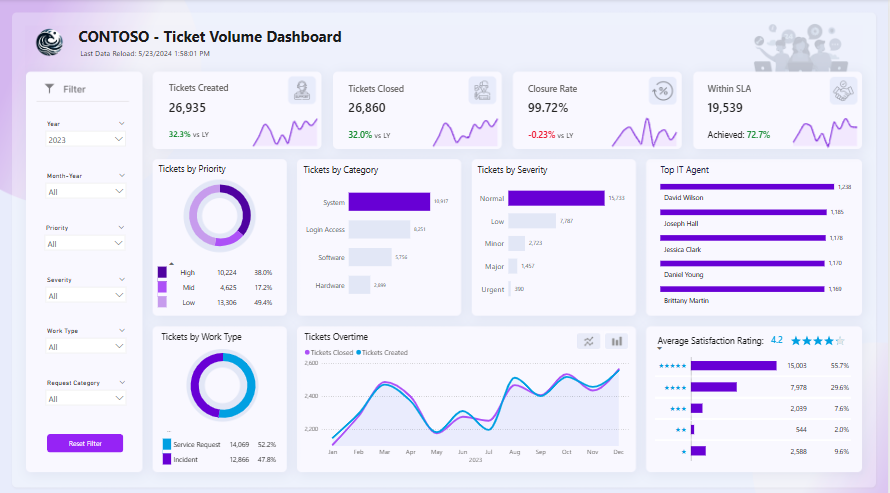 CONTOSO - Ticket Volume Dashboard
Last Data Reload: 5/23/2024 1:58:01 PM
Filter
Year
2023
Month-Year
All
Priority
All
Severity
All
Work Type
All
Request Category
All
Reset Filter
Tickets Created
26,935
32.3% vs LY
Tickets Closed
26,860
32.0% vs LY
Closure Rate
99.72%
-0.23% vs LY
Within SLA
19,539
Achieved: 72.7%
Tickets by Priority
High 10,224 38.0%
Mid 4,625 17.2%
Low 13,306 49.4%
Tickets by Category
System 10,917
Login Access 8,251
Software 5,756
Hardware
Tickets by Severity
Normal 15,733
Low 7,787
Minor 2,723
Major 1,457
Urgent
Top IT Agent
1,238
David Wilson
1,185
Joseph Hall
1,178
Jessica Clark
1,170
Daniel Young
1,169
Brittany Martin
Tickets by Work Type
Service Request 14,069 52.2%
Incident 12,866 47.8%
Tickets Overtime
Tickets Closed Tickets Created
2,600
2,400
2,200
Jan Feb Mar Apr May Jun Jul Aug Sep Oct Nov Dec
2023
Average Satisfaction Rating: 4.2 ★★★★☆
★★★★★ 15,003 55.7%
★★★★ 7,978 29.6%
★★★ 2,039 7.6%
★★ 544 2.0%
★ 2,588 9.6%